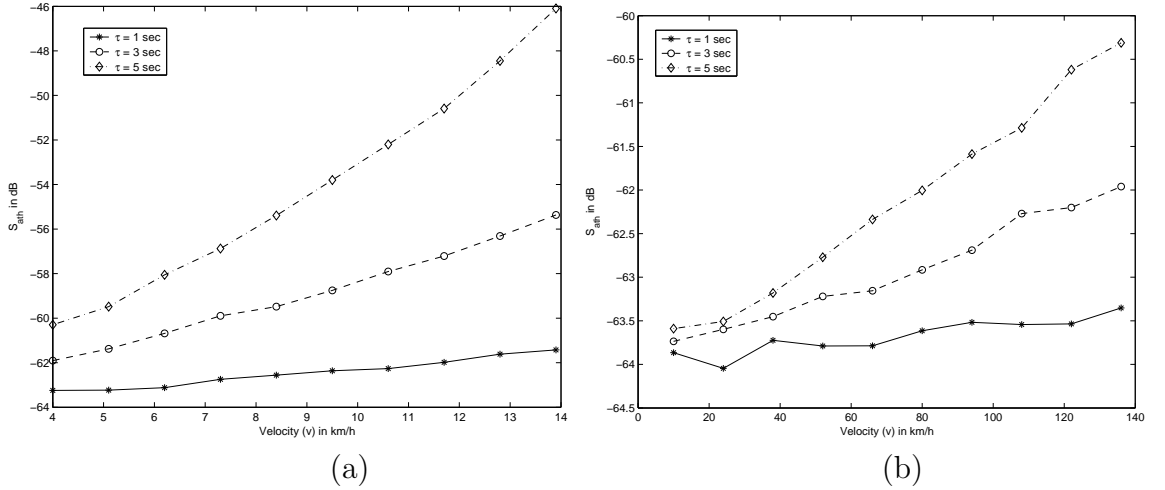 −46
−48
−50
−52
−54
−56
−58
−60
−62
−64
S_ath in dB
τ = 1 sec
τ = 3 sec
τ = 5 sec
4 5 6 7 8 9 10 11 12 13 14
Velocity (v) in km/h
(a)
−60
−60.5
−61
−61.5
−62
−62.5
−63
−63.5
−64
−64.5
S_ath in dB
τ = 1 sec
τ = 3 sec
τ = 5 sec
0 20 40 60 80 100 120 140
Velocity (v) in km/h
(b)